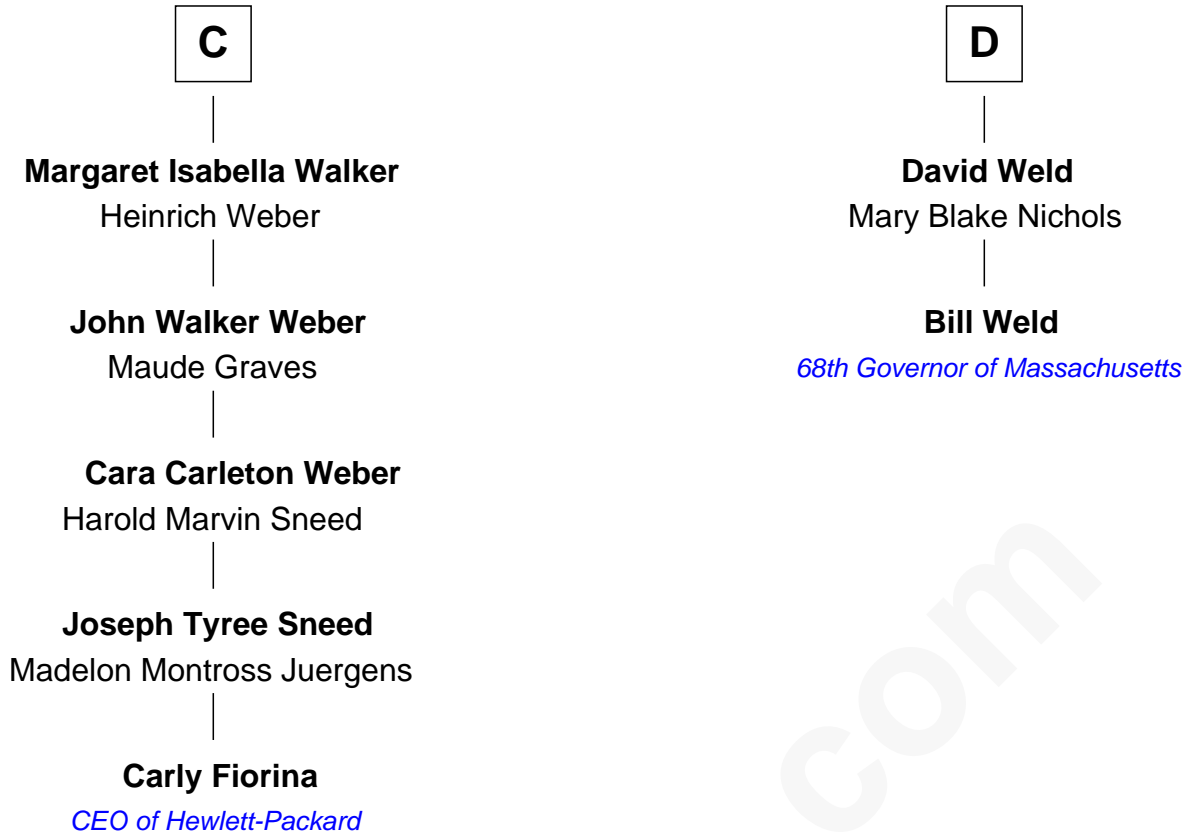 C
Margaret Isabella Walker
Heinrich Weber
John Walker Weber
Maude Graves
Cara Carleton Weber
Harold Marvin Sneed
Joseph Tyree Sneed
Madelon Montross Juergens
Carly Fiorina
CEO of Hewlett-Packard
D
David Weld
Mary Blake Nichols
Bill Weld
68th Governor of Massachusetts
com